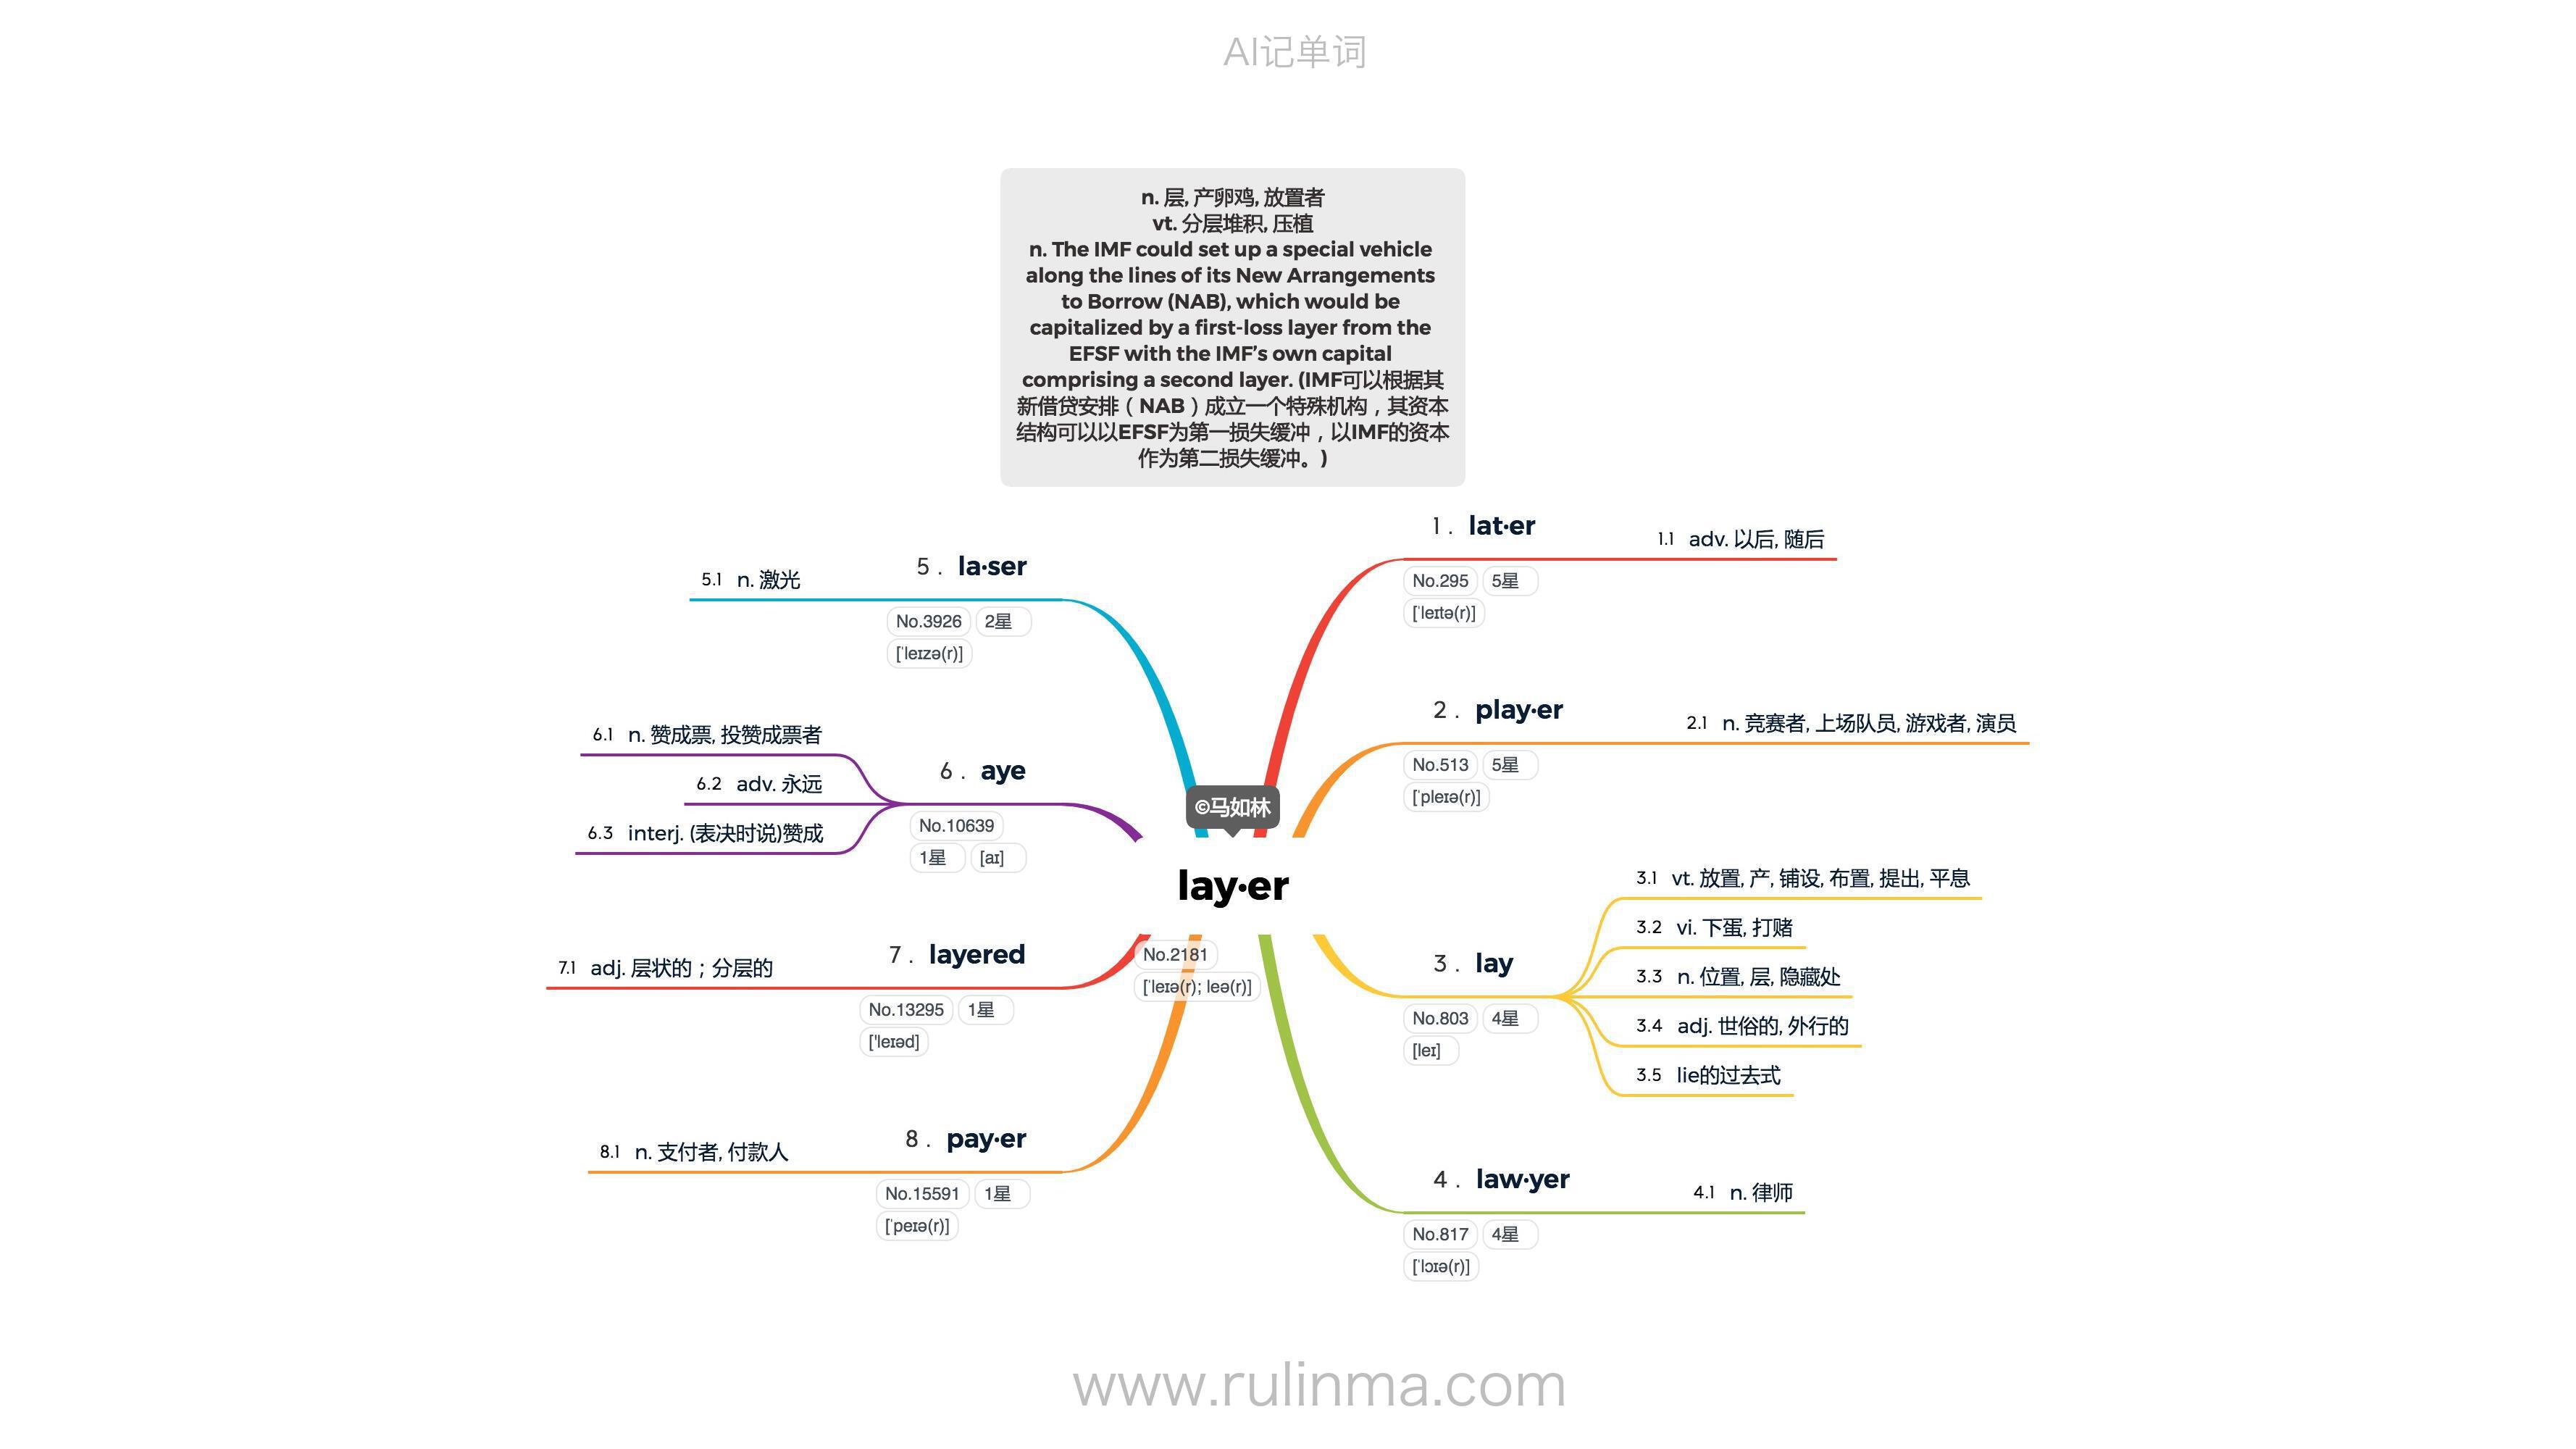 AI记单词
n. 层, 产卵鸡, 放置者
vt. 分层堆积, 压植
n. The IMF could set up a special vehicle
along the lines of its New Arrangements
to Borrow (NAB), which would be
capitalized by a first-loss layer from the
EFSF with the IMF’s own capital
comprising a second layer. (IMF可以根据其
新借贷安排（NAB）成立一个特殊机构，其资本
结构可以以EFSF为第一损失缓冲，以IMF的资本
作为第二损失缓冲。)
©马如林
lay·er
No.2181
['leɪə(r); leə(r)]
1. lat·er
No.295 5星
['leɪtə(r)]
1.1 adv. 以后, 随后
2. play·er
No.513 5星
['pleɪə(r)]
2.1 n. 竞赛者, 上场队员, 游戏者, 演员
3. lay
No.803 4星
[leɪ]
3.1 vt. 放置, 产, 铺设, 布置, 提出, 平息
3.2 vi. 下蛋, 打赌
3.3 n. 位置, 层, 隐藏处
3.4 adj. 世俗的, 外行的
3.5 lie的过去式
4. law·yer
No.817 4星
['lɔɪə(r)]
4.1 n. 律师
5. la·ser
No.3926 2星
['leɪzə(r)]
5.1 n. 激光
6. aye
No.10639
1星 [aɪ]
6.1 n. 赞成票, 投赞成票者
6.2 adv. 永远
6.3 interj. (表决时说)赞成
7. layered
No.13295 1星
['leɪəd]
7.1 adj. 层状的；分层的
8. pay·er
No.15591 1星
['peɪə(r)]
8.1 n. 支付者, 付款人
www.rulinma.com